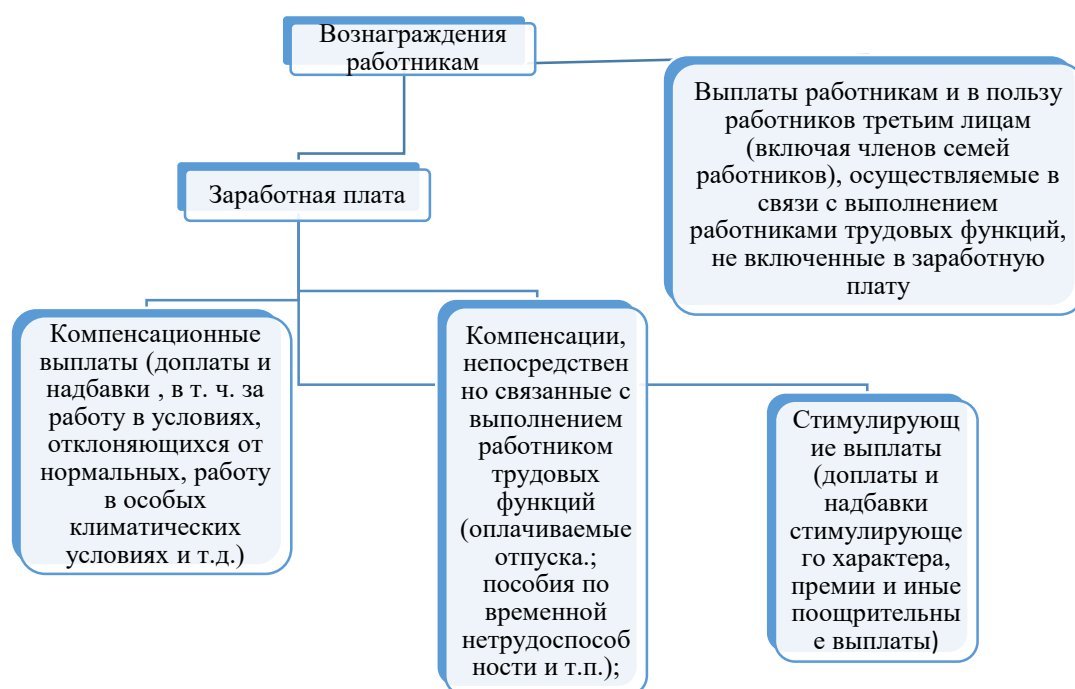 Вознаграждения
работникам
Выплаты работникам и в пользу
работников третьим лицам
(включая членов семей
работников), осуществляемые в
связи с выполнением
работниками трудовых функций,
не включенные в заработную
плату
Заработная плата
Компенсационные
выплаты (доплаты и
надбавки , в т. ч. за
работу в условиях,
отклоняющихся от
нормальных, работу
в особых
климатических
условиях и т.д.)
Компенсации,
непосредствен
но связанные с
выполнением
работником
трудовых
функций
(оплачиваемые
отпуска.;
пособия по
временной
нетрудоспособ
ности и т.п.);
Стимулирующ
ие выплаты
(доплаты и
надбавки
стимулирующе
го характера,
премии и иные
поощрительны
е выплаты)